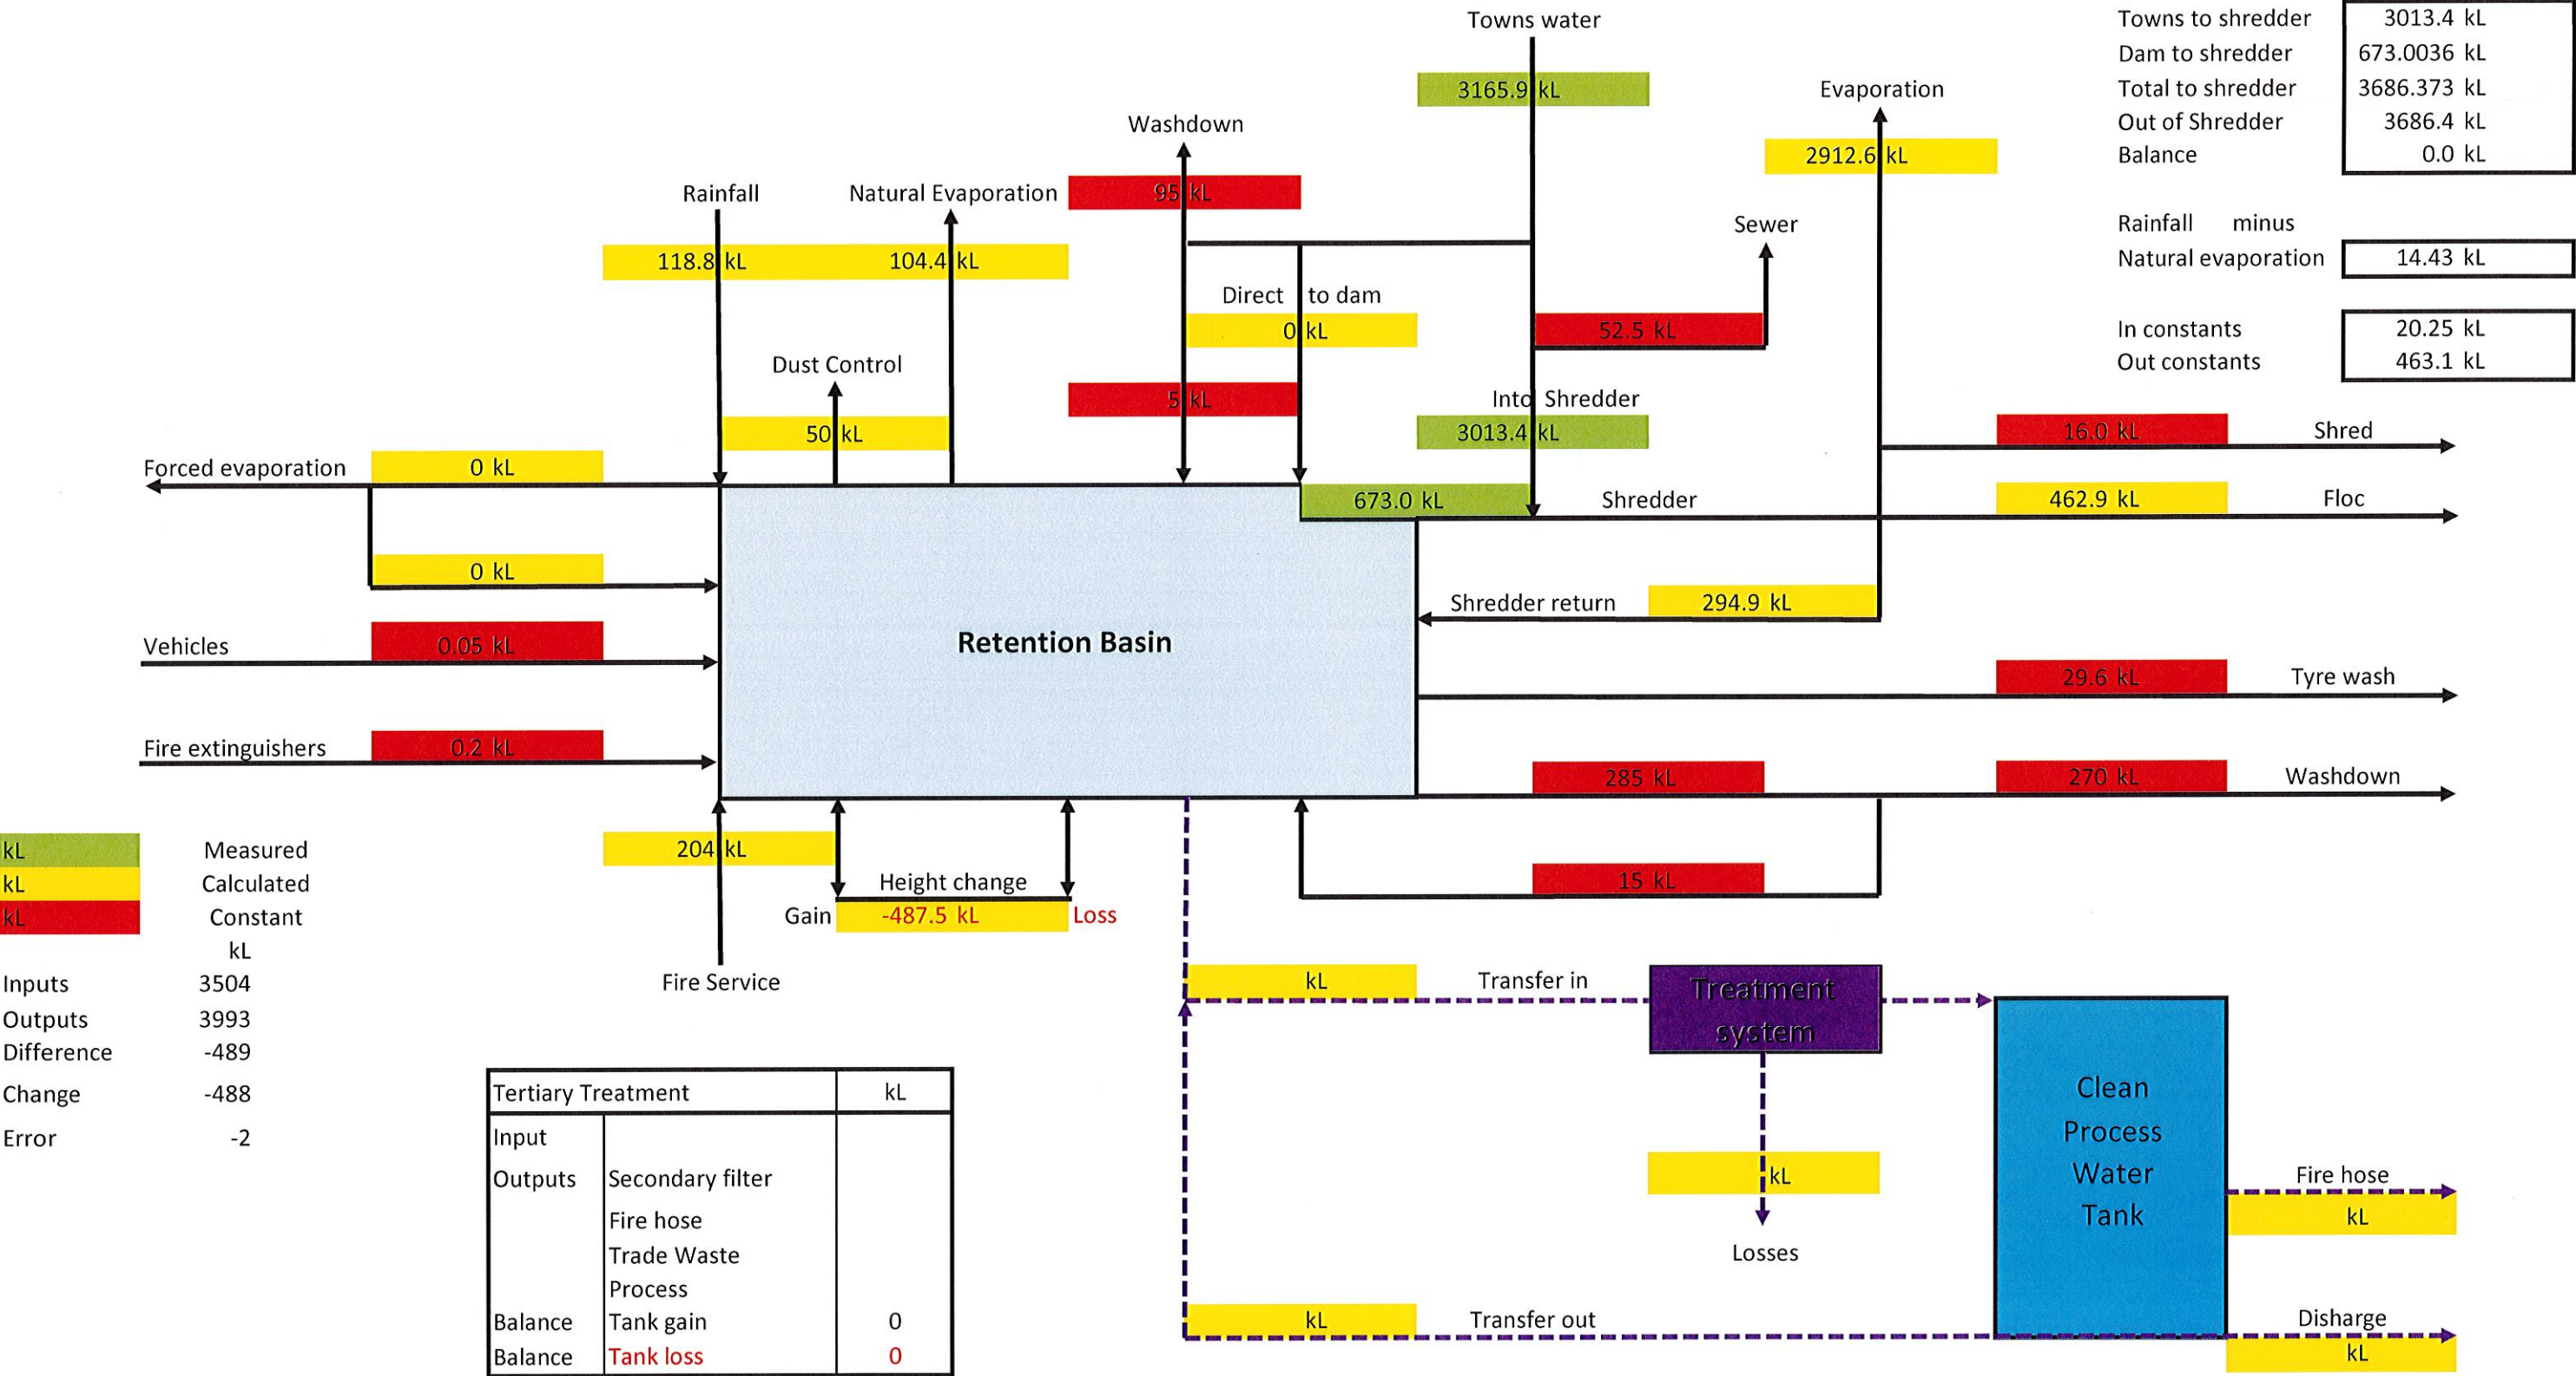 Towns water
3165.9 kL
Towns to shredder 3013.4 kL
Dam to shredder 673.0036 kL
Total to shredder 3686.373 kL
Out of Shredder 3686.4 kL
Balance 0.0 kL
Evaporation
2912.6 kL
Washdown
95 kL
Rainfall
118.8 kL
Natural Evaporation
104.4 kL
Sewer
52.5 kL
Rainfall minus
Natural evaporation 14.43 kL
In constants 20.25 kL
Out constants 463.1 kL
Direct to dam
0 kL
5 kL
Dust Control
50 kL
Into Shredder
3013.4 kL
16.0 kL Shred
Forced evaporation 0 kL
673.0 kL Shredder
462.9 kL Floc
0 kL
Shredder return 294.9 kL
Vehicles 0.05 kL
Retention Basin
29.6 kL Tyre wash
Fire extinguishers 0.2 kL
285 kL
270 kL Washdown
15 kL
204 kL
Fire Service
Height change
Gain -487.5 kL Loss
kL Measured
kL Calculated
kL Constant
kL
Inputs 3504
Outputs 3993
Difference -489
Change -488
Error -2
kL Transfer in
Treatment
system
kL
Losses
Clean
Process
Water
Tank
Fire hose
kL
kL Transfer out
Disharge
kL
Tertiary Treatment kL
Input
Outputs Secondary filter
Fire hose
Trade Waste
Process
Balance Tank gain 0
Balance Tank loss 0